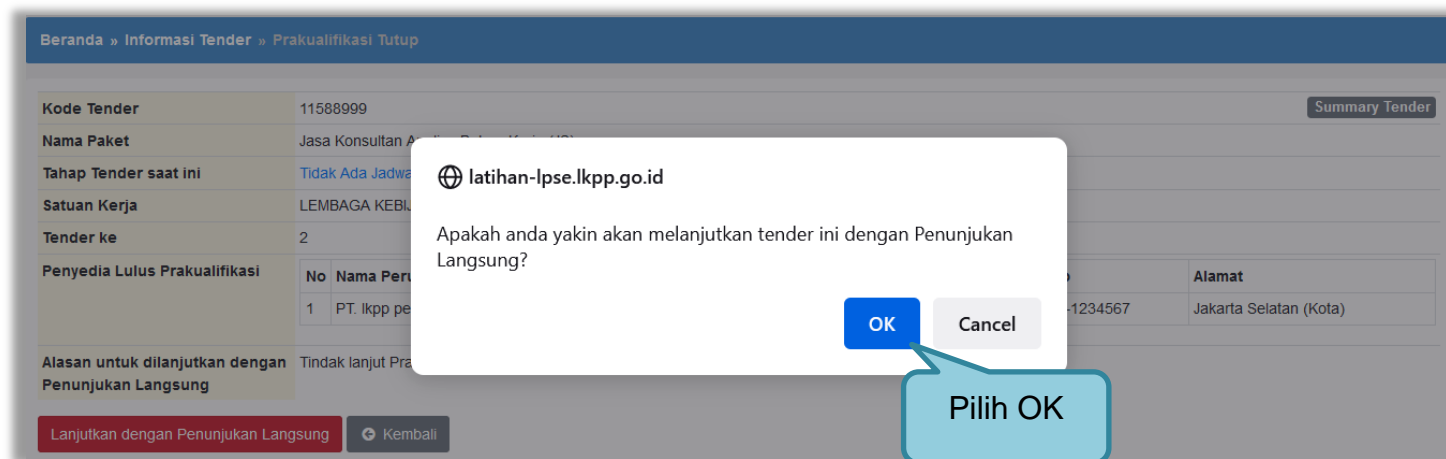 Beranda » Informasi Tender » Prakualifikasi Tutup
Kode Tender 11588999 Summary Tender
Nama Paket Jasa Konsultan
Tahap Tender saat ini Tidak Ada Jadwa
Satuan Kerja LEMBAGA KEBIJ
Tender ke 2
Penyedia Lulus Prakualifikasi No Nama Peru Alamat
1 PT. lkpp pe -1234567 Jakarta Selatan (Kota)
Alasan untuk dilanjutkan dengan Tindak lanjut Pra
Penunjukan Langsung
latihan-lpse.lkpp.go.id
Apakah anda yakin akan melanjutkan tender ini dengan Penunjukan
Langsung?
OK Cancel
Pilih OK
Lanjutkan dengan Penunjukan Langsung Kembali